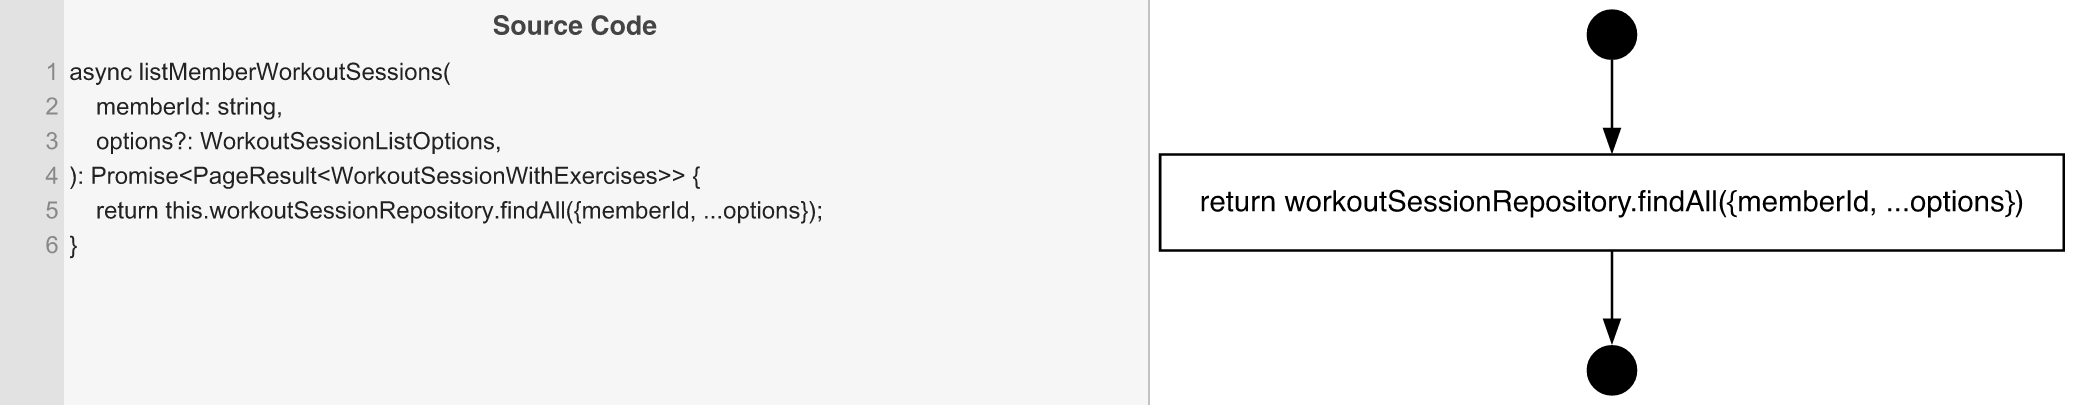 Source Code
1 async listMemberWorkoutSessions(
2 memberId: string,
3 options?: WorkoutSessionListOptions,
4 ): Promise<PageResult<WorkoutSessionWithExercises>> {
5 return this.workoutSessionRepository.findAll({memberId, ...options});
6 }
return workoutSessionRepository.findAll({memberId, ...options})